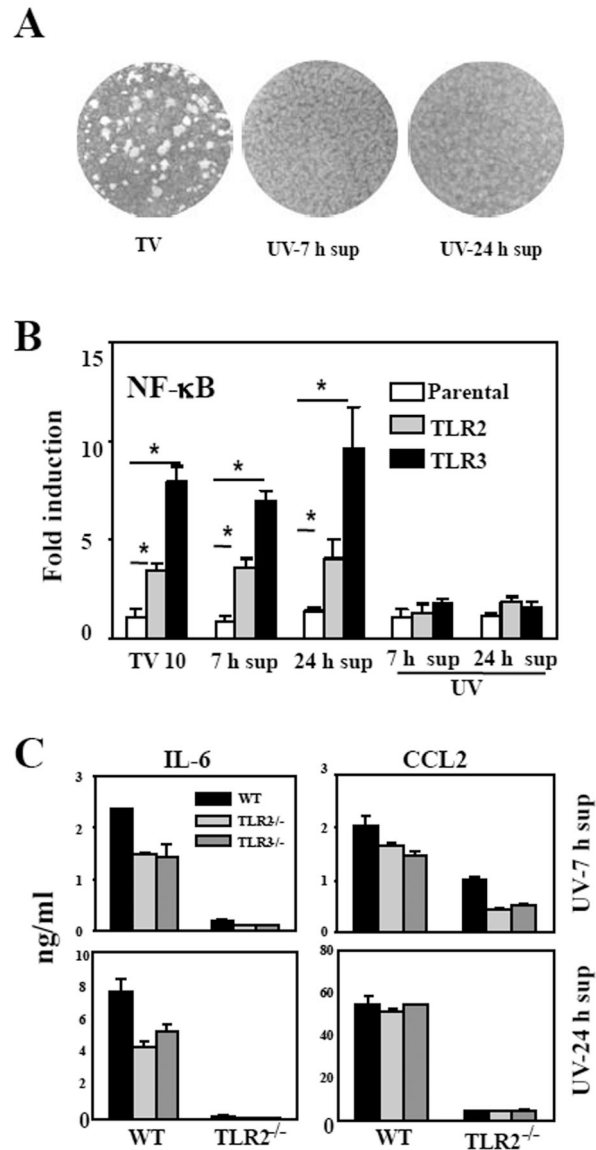 A
TV
UV-7 h sup
UV-24 h sup
B
15
10
5
0
Fold induction
NF-κB
Parental
TLR2
TLR3
*
*
*
*
*
*
TV 10
7 h sup
24 h sup
7 h sup
24 h sup
UV
C
IL-6
CCL2
3
2
1
0
WT
TLR2-/-
TLR3-/-
3
2
1
0
UV-7 h sup
ng/ml
10
8
6
4
2
0
80
60
40
20
0
UV-24 h sup
WT
TLR2-/-
WT
TLR2-/-